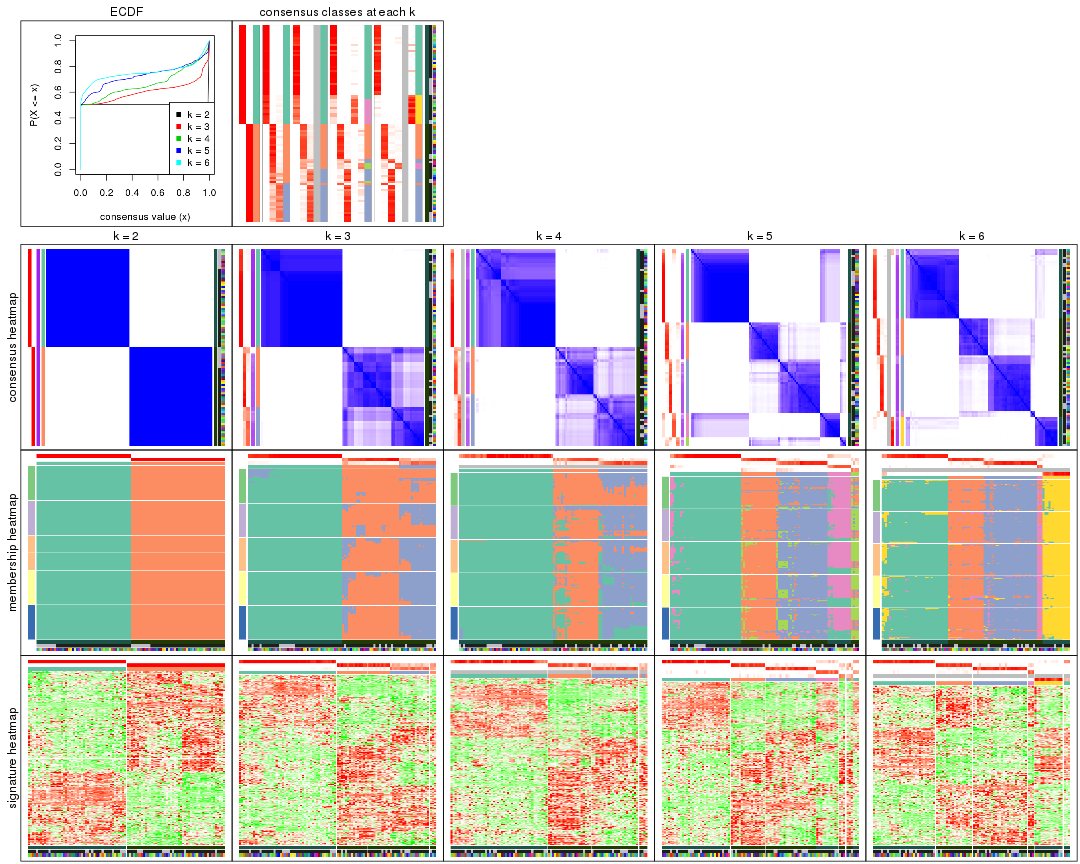 ECDF
consensus classes at each k
P(X <= x)
0.0
0.2
0.4
0.6
0.8
1.0
k = 2
k = 3
k = 4
k = 5
k = 6
0.0 0.2 0.4 0.6 0.8 1.0
consensus value (x)
k = 2
k = 3
k = 4
k = 5
k = 6
consensus heatmap
membership heatmap
signature heatmap